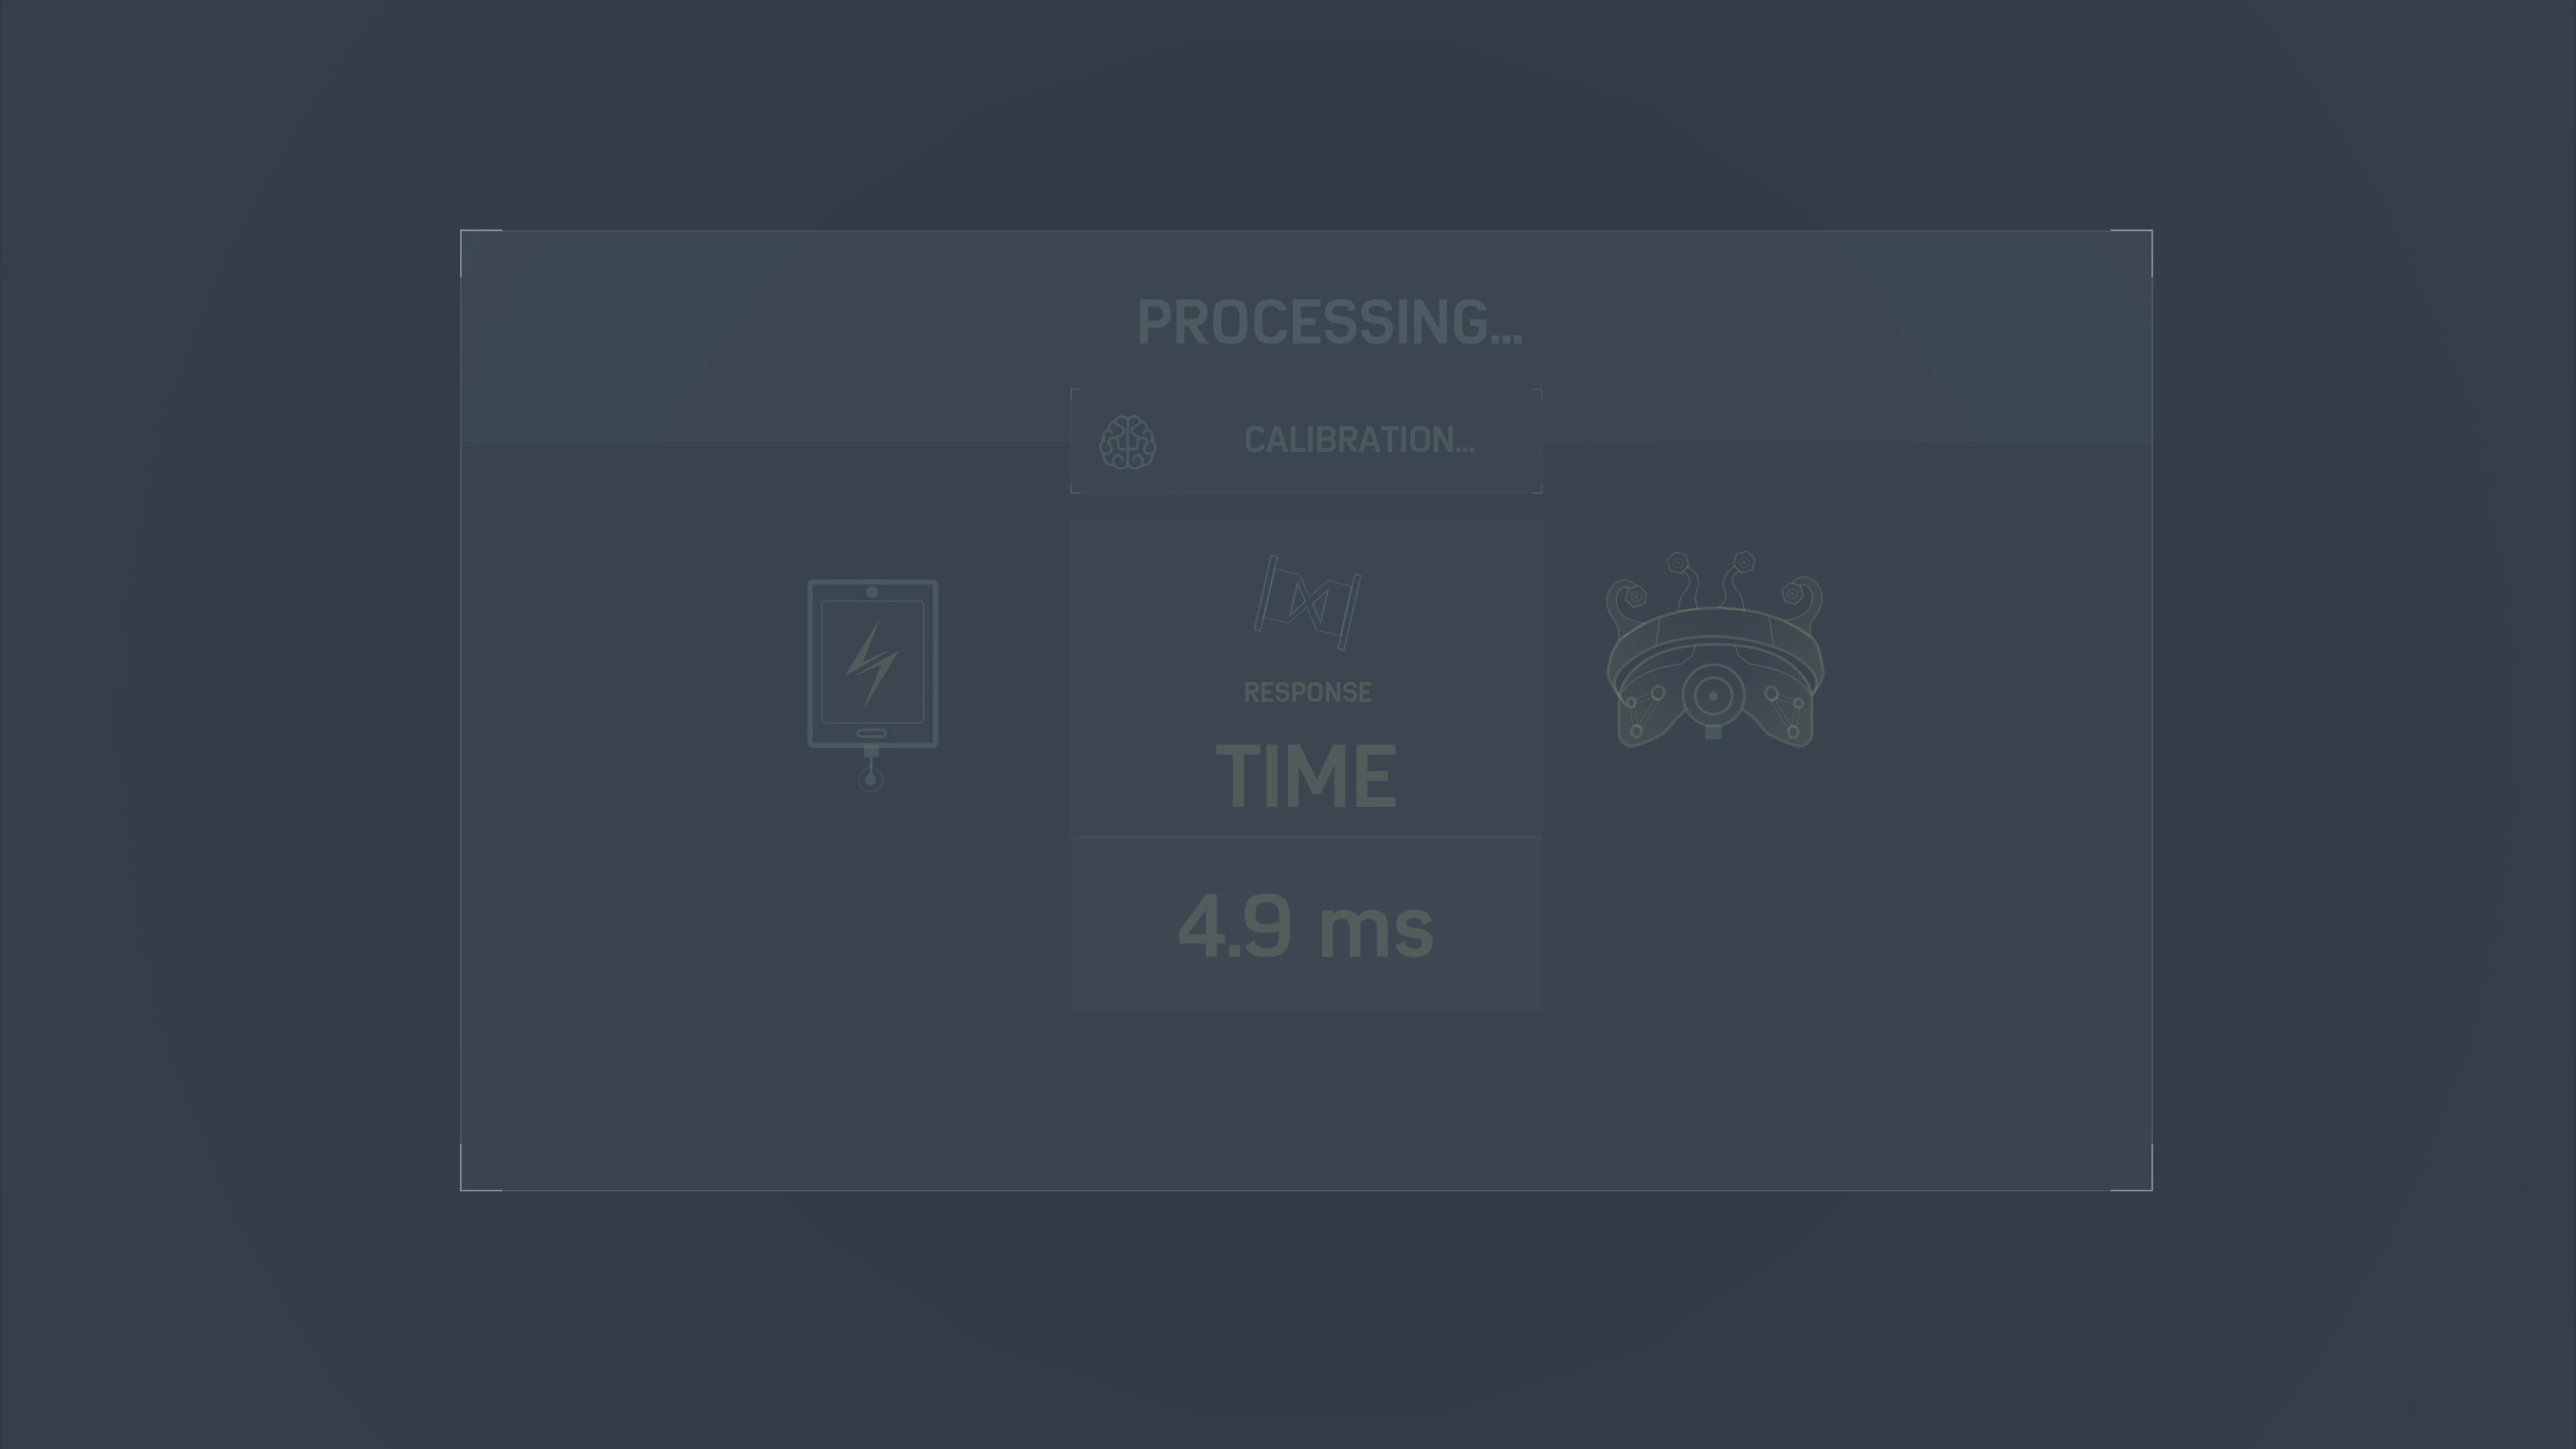 PROCESSING...
CALIBRATION...
RESPONSE
TIME
4.9 ms